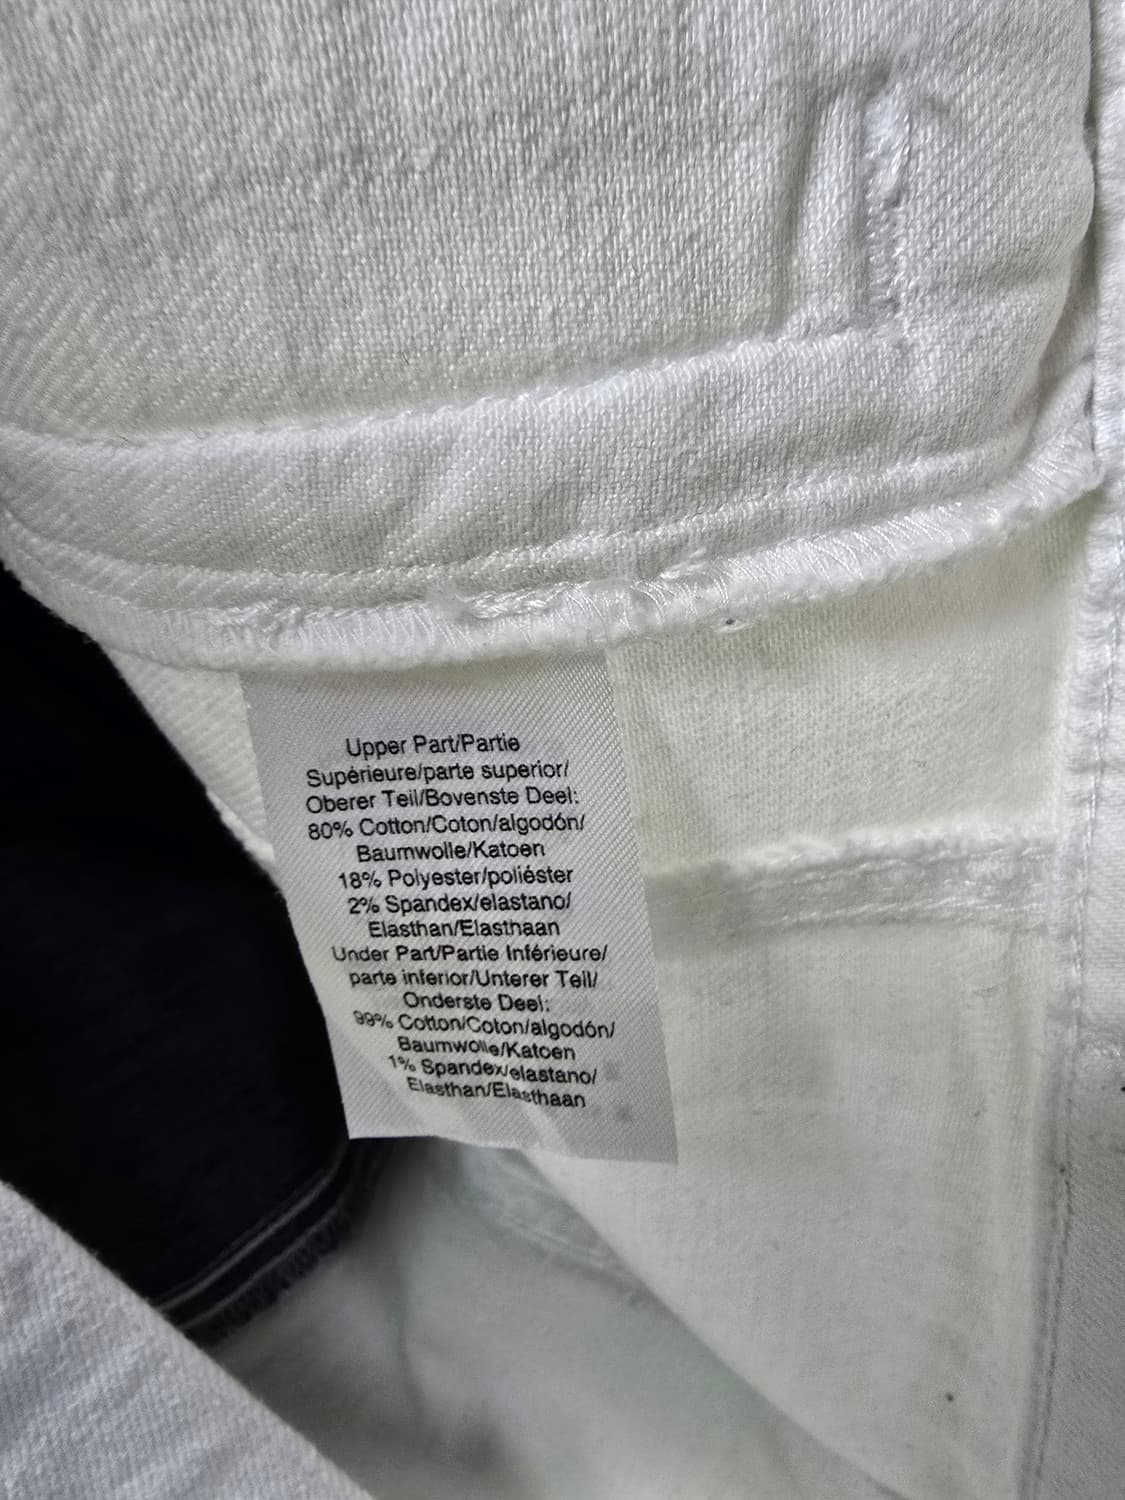 Upper Part/Partie
Supérieure/parte superior/
Oberer Teil/Bovenste Deel:
80% Cotton/Coton/algodón/
Baumwolle/Katoen
18% Polyester/poliéster
2% Spandex/elastano/
Elasthan/Elasthaan
Under Part/Partie Inférieure/
parte inferior/Unterer Teil/
Onderste Deel:
99% Cotton/Coton/algodón/
Baumwolle/Katoen
1% Spandex/elastano/
Elasthan/Elasthaan